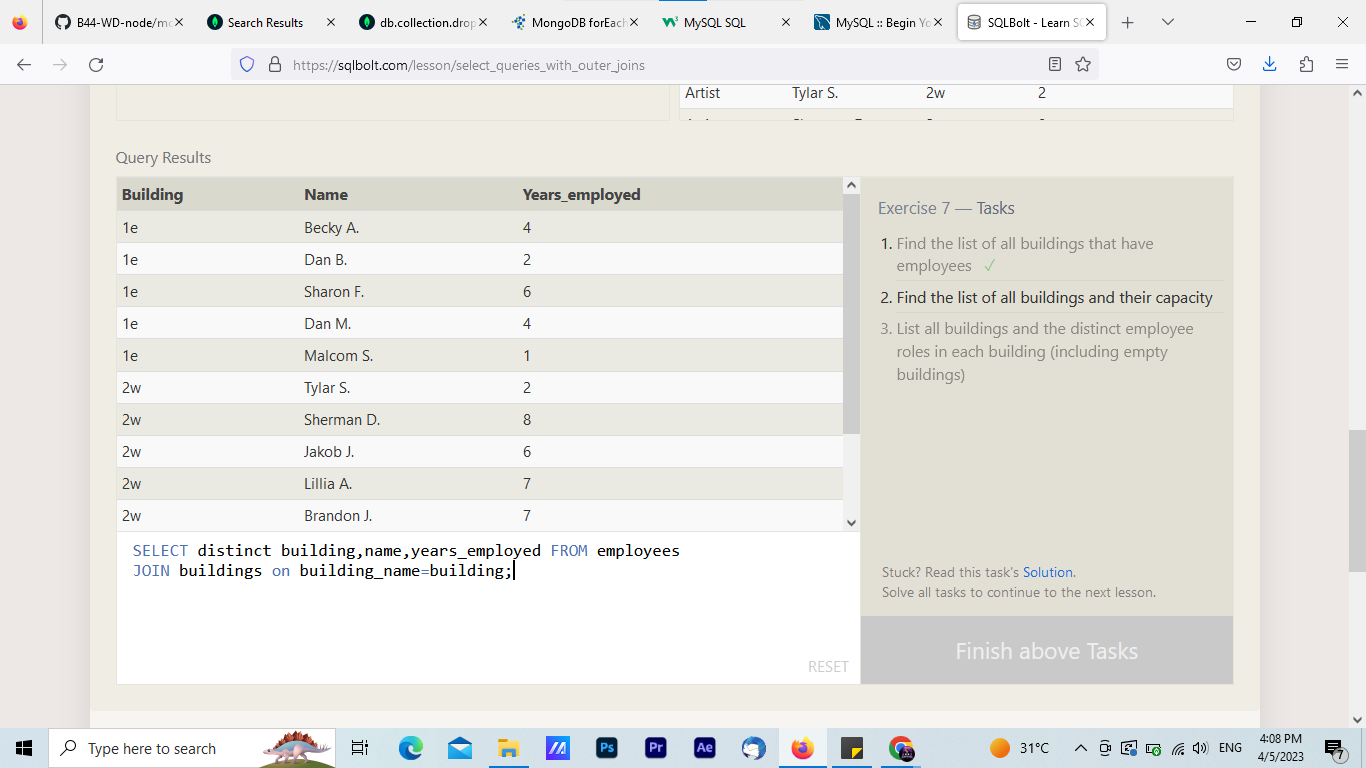 B44-WD-node/mo
Search Results
db.collection.drop
MongoDB forEach
MySQL SQL
MySQL :: Begin Yo
SQLBolt - Learn SQ
https://sqlbolt.com/lesson/select_queries_with_outer_joins
Artist Tylar S. 2w 2
Query Results
Building Name Years_employed
1e Becky A. 4
1e Dan B. 2
1e Sharon F. 6
1e Dan M. 4
1e Malcom S. 1
2w Tylar S. 2
2w Sherman D. 8
2w Jakob J. 6
2w Lillia A. 7
2w Brandon J. 7
SELECT distinct building,name,years_employed FROM employees
JOIN buildings on building_name=building;
RESET
Exercise 7 — Tasks
1. Find the list of all buildings that have
employees ✓
2. Find the list of all buildings and their capacity
3. List all buildings and the distinct employee
roles in each building (including empty
buildings)
Stuck? Read this task's Solution.
Solve all tasks to continue to the next lesson.
Finish above Tasks
Type here to search
Ps
Pr
Ae
31°C
ENG
4:08 PM
4/5/2023
7